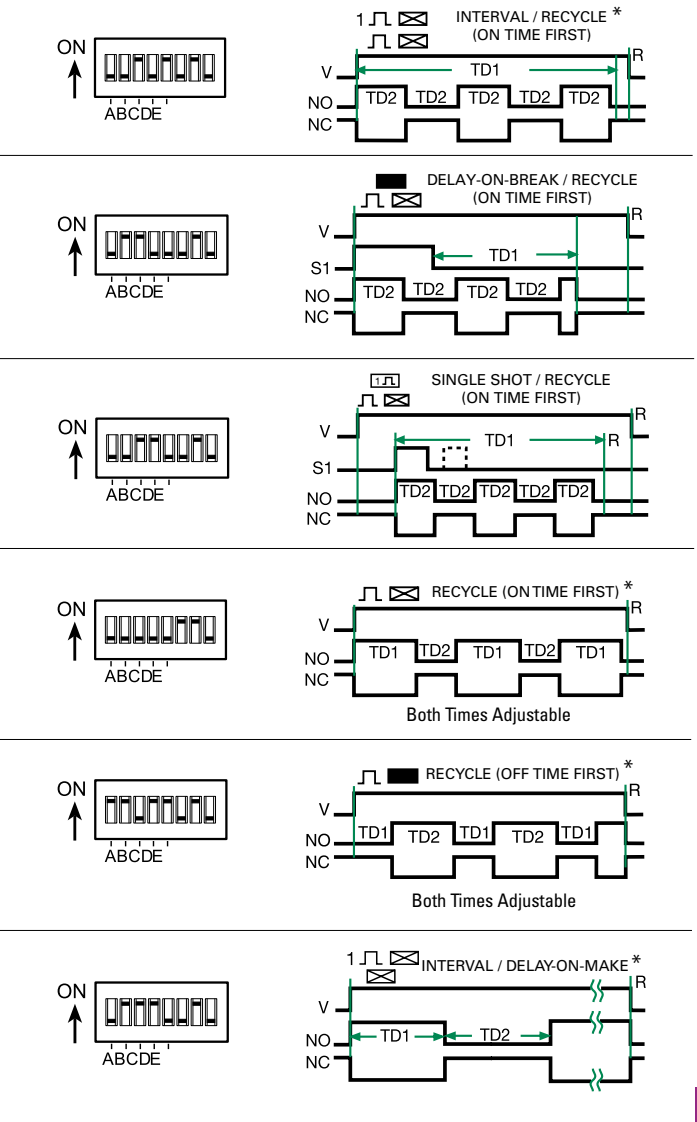 ON
ABCDE
1 INTERVAL / RECYCLE *
(ON TIME FIRST)
R
V
TD1
NO
TD2 TD2 TD2 TD2 TD2
NC
ON
ABCDE
DELAY-ON-BREAK / RECYCLE
(ON TIME FIRST)
R
V
TD1
S1
NO
TD2 TD2 TD2 TD2
NC
ON
ABCDE
1 SINGLE SHOT / RECYCLE
(ON TIME FIRST)
R
V
TD1 R
S1
NO
TD2 TD2 TD2 TD2 TD2
NC
ON
ABCDE
RECYCLE (ON TIME FIRST) *
R
V
NO
TD1 TD2 TD1 TD2 TD1
NC
Both Times Adjustable
ON
ABCDE
RECYCLE (OFF TIME FIRST) *
R
V
NO
TD1 TD2 TD1 TD2 TD1
NC
Both Times Adjustable
ON
ABCDE
1 INTERVAL / DELAY-ON-MAKE *
R
V
NO
TD1 TD2
NC